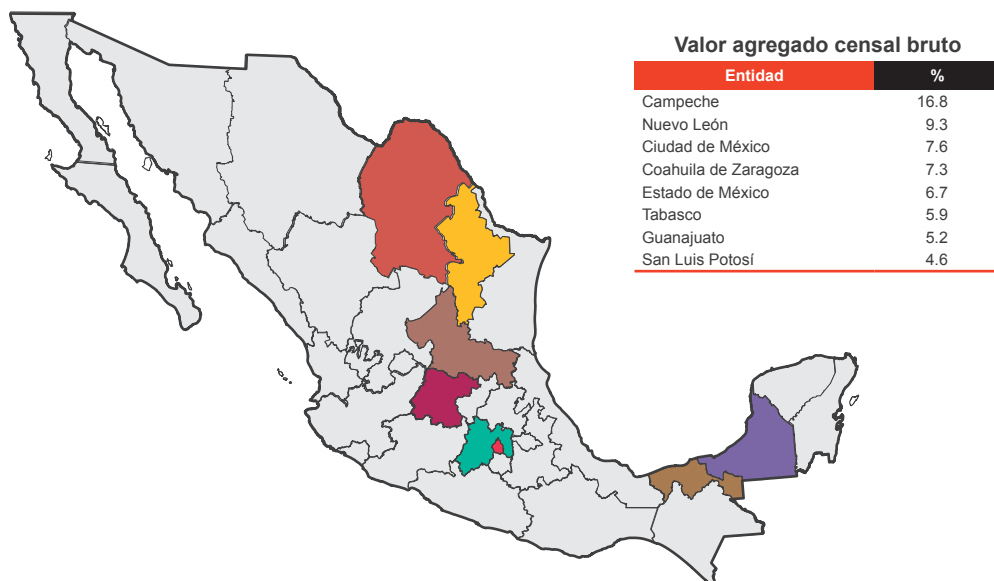 Valor agregado censal bruto
Entidad %
Campeche 16.8
Nuevo León 9.3
Ciudad de México 7.6
Coahuila de Zaragoza 7.3
Estado de México 6.7
Tabasco 5.9
Guanajuato 5.2
San Luis Potosí 4.6